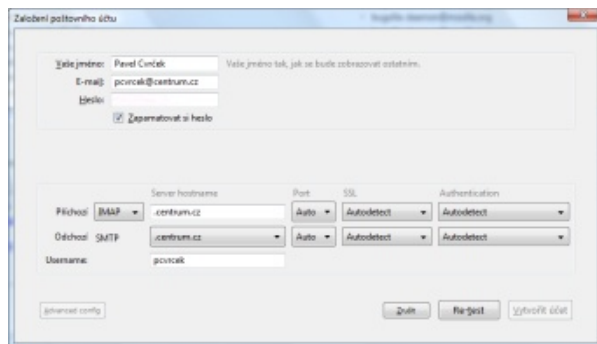 Založení poštovního účtu
Vaše jméno: Pavel Cvrček Vaše jméno tak, jak se bude zobrazovat ostatním.
E-mail: pcvrcek@centrum.cz
Heslo:
Zapamatovat si heslo
Server hostname Port SSL Authentication
Příchozí IMAP .centrum.cz Auto Autodetect Autodetect
Odchozí SMTP .centrum.cz Auto Autodetect Autodetect
Username: pcvrcek
Advanced config Zrušit Re-test Vytvořit účet